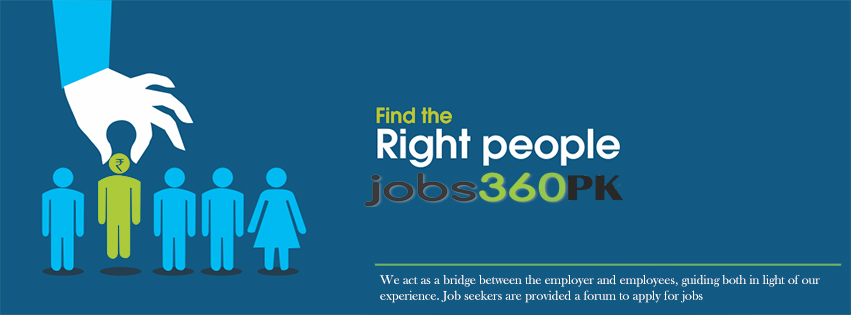 ₹
Find the
Right people
jobs360PK
We act as a bridge between the employer and employees, guiding both in light of our
experience. Job seekers are provided a forum to apply for jobs